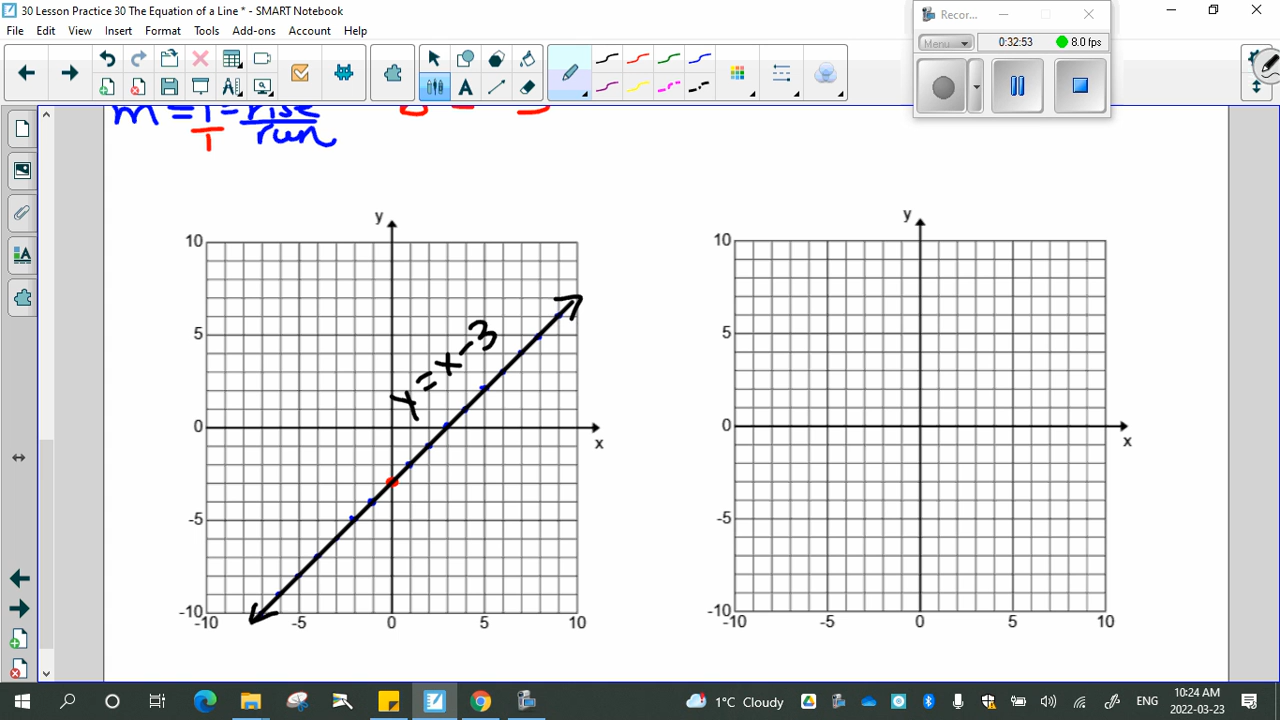 30 Lesson Practice 30 The Equation of a Line * - SMART Notebook
File Edit View Insert Format Tools Add-ons Account Help
Recor...
Menu 0:32:53 8.0 fps
m = 1 = rise
1 run
y
10
5
0
-5
-10
-10 -5 0 5 10
x
y = x - 3
y
10
5
0
-5
-10
-10 -5 0 5 10
x
1°C Cloudy
ENG
10:24 AM
2022-03-23